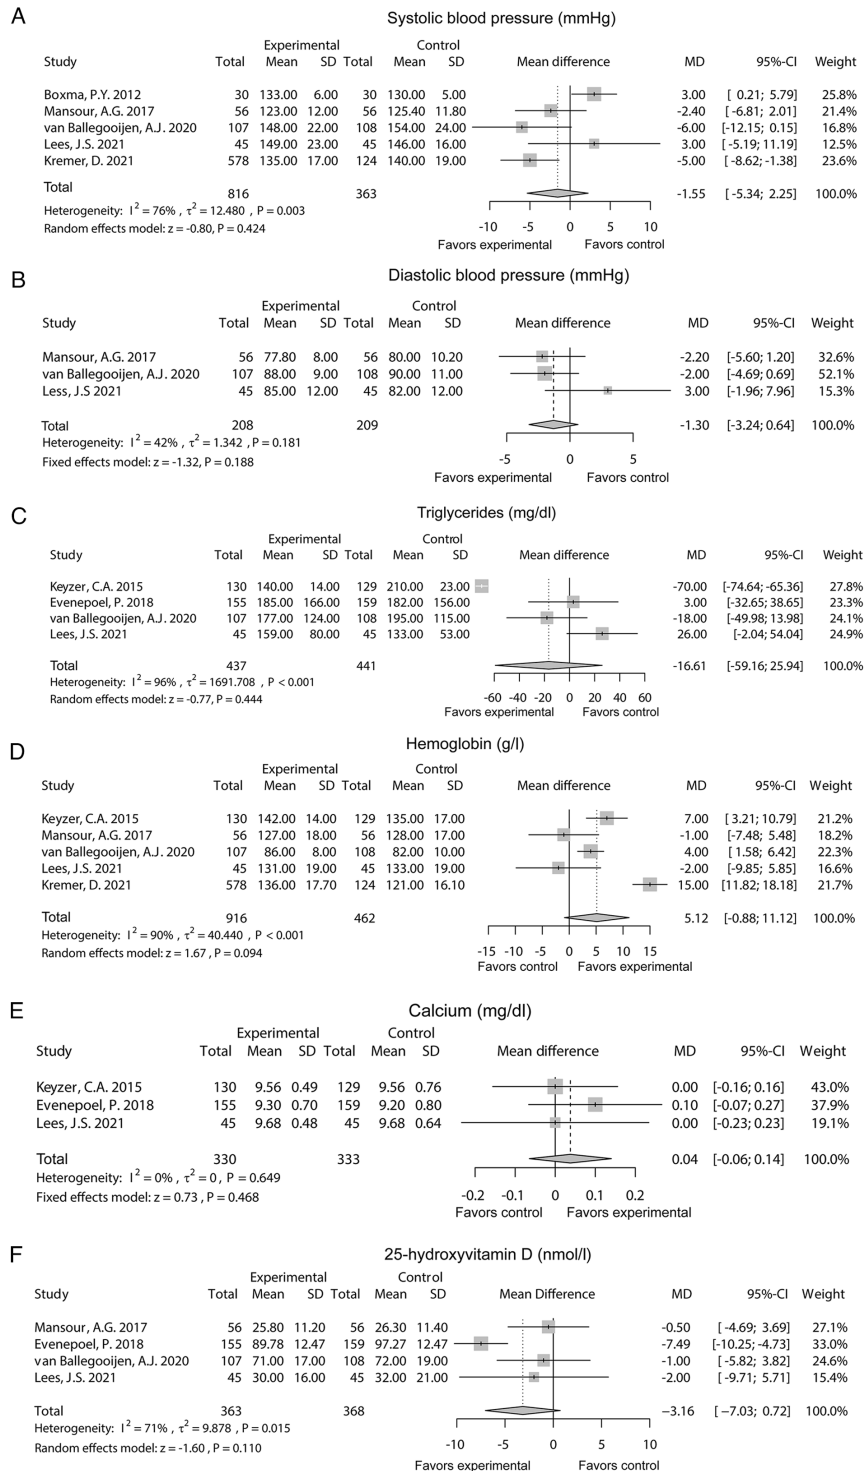 A
Systolic blood pressure (mmHg)
Experimental Control
Study Total Mean SD Total Mean SD Mean difference MD 95%-CI Weight
Boxma, P.Y. 2012 30 133.00 6.00 30 130.00 5.00 3.00 [ 0.21; 5.79] 25.8%
Mansour, A.G. 2017 56 123.00 12.00 56 125.40 11.80 -2.40 [ -6.81; 2.01] 21.4%
van Ballegooijen, A.J. 2020 107 148.00 22.00 108 154.00 24.00 -6.00 [-12.15; 0.15] 16.8%
Lees, J.S. 2021 45 149.00 23.00 45 146.00 16.00 3.00 [-5.19; 11.19] 12.5%
Kremer, D. 2021 578 135.00 17.00 124 140.00 19.00 -5.00 [-8.62; -1.38] 23.6%
Total 816 363 -1.55 [-5.34; 2.25] 100.0%
Heterogeneity: I² = 76% , τ² = 12.480 , P = 0.003
Random effects model: z = -0.80, P = 0.424
-10 -5 0 5 10
Favors experimental Favors control
B
Diastolic blood pressure (mmHg)
Experimental Control
Study Total Mean SD Total Mean SD Mean difference MD 95%-CI Weight
Mansour, A.G. 2017 56 77.80 8.00 56 80.00 10.20 -2.20 [-5.60; 1.20] 32.6%
van Ballegooijen, A.J. 2020 107 88.00 9.00 108 90.00 11.00 -2.00 [-4.69; 0.69] 52.1%
Less, J.S 2021 45 85.00 12.00 45 82.00 12.00 3.00 [-1.96; 7.96] 15.3%
Total 208 209 -1.30 [-3.24; 0.64] 100.0%
Heterogeneity: I² = 42% , τ² = 1.342 , P = 0.181
Fixed effects model: z = -1.32, P = 0.188
-5 0 5
Favors experimental Favors control
C
Triglycerides (mg/dl)
Experimental Control
Study Total Mean SD Total Mean SD Mean difference MD 95%-CI Weight
Keyzer, C.A. 2015 130 140.00 14.00 129 210.00 23.00 -70.00 [-74.64; -65.36] 27.8%
Evenepoel, P. 2018 155 185.00 166.00 159 182.00 156.00 3.00 [-32.65; 38.65] 23.3%
van Ballegooijen, A.J. 2020 107 177.00 124.00 108 195.00 115.00 -18.00 [-49.98; 13.98] 24.1%
Lees, J.S. 2021 45 159.00 80.00 45 133.00 53.00 26.00 [-2.04; 54.04] 24.9%
Total 437 441 -16.61 [-59.16; 25.94] 100.0%
Heterogeneity: I² = 96% , τ² = 1691.708 , P < 0.001
Random effects model: z = -0.77, P = 0.444
-60 -40 -20 0 20 40 60
Favors experimental Favors control
D
Hemoglobin (g/l)
Experimental Control
Study Total Mean SD Total Mean SD Mean difference MD 95%-CI Weight
Keyzer, C.A. 2015 130 142.00 14.00 129 135.00 17.00 7.00 [ 3.21; 10.79] 21.2%
Mansour, A.G. 2017 56 127.00 18.00 56 128.00 17.00 -1.00 [-7.48; 5.48] 18.2%
van Ballegooijen, A.J. 2020 107 86.00 8.00 108 82.00 10.00 4.00 [ 1.58; 6.42] 22.3%
Lees, J.S. 2021 45 131.00 19.00 45 133.00 19.00 -2.00 [-9.85; 5.85] 16.6%
Kremer, D. 2021 578 136.00 17.70 124 121.00 16.10 15.00 [11.82; 18.18] 21.7%
Total 916 462 5.12 [-0.88; 11.12] 100.0%
Heterogeneity: I² = 90% , τ² = 40.440 , P < 0.001
Random effects model: z = 1.67, P = 0.094
-15 -10 -5 0 5 10 15
Favors control Favors experimental
E
Calcium (mg/dl)
Experimental Control
Study Total Mean SD Total Mean SD Mean difference MD 95%-CI Weight
Keyzer, C.A. 2015 130 9.56 0.49 129 9.56 0.76 0.00 [-0.16; 0.16] 43.0%
Evenepoel, P. 2018 155 9.30 0.70 159 9.20 0.80 0.10 [-0.07; 0.27] 37.9%
Lees, J.S. 2021 45 9.68 0.48 45 9.68 0.64 0.00 [-0.23; 0.23] 19.1%
Total 330 333 0.04 [-0.06; 0.14] 100.0%
Heterogeneity: I² = 0% , τ² = 0 , P = 0.649
Fixed effects model: z = 0.73 , P = 0.468
-0.2 -0.1 0 0.1 0.2
Favors control Favors experimental
F
25-hydroxyvitamin D (nmol/l)
Experimental Control
Study Total Mean SD Total Mean SD Mean Difference MD 95%-CI Weight
Mansour, A.G. 2017 56 25.80 11.20 56 26.30 11.40 -0.50 [ -4.69; 3.69] 27.1%
Evenepoel, P. 2018 155 89.78 12.47 159 97.27 12.47 -7.49 [-10.25; -4.73] 33.0%
van Ballegooijen, A.J. 2020 107 71.00 17.00 108 72.00 19.00 -1.00 [ -5.82; 3.82] 24.6%
Lees, J.S. 2021 45 30.00 16.00 45 32.00 21.00 -2.00 [ -9.71; 5.71] 15.4%
Total 363 368 −3.16 [ −7.03; 0.72] 100.0%
Heterogeneity: I² = 71% , τ² = 9.878 , P = 0.015
Random effects model: z = -1.60 , P = 0.110
-10 -5 0 5 10
Favors experimental Favors control